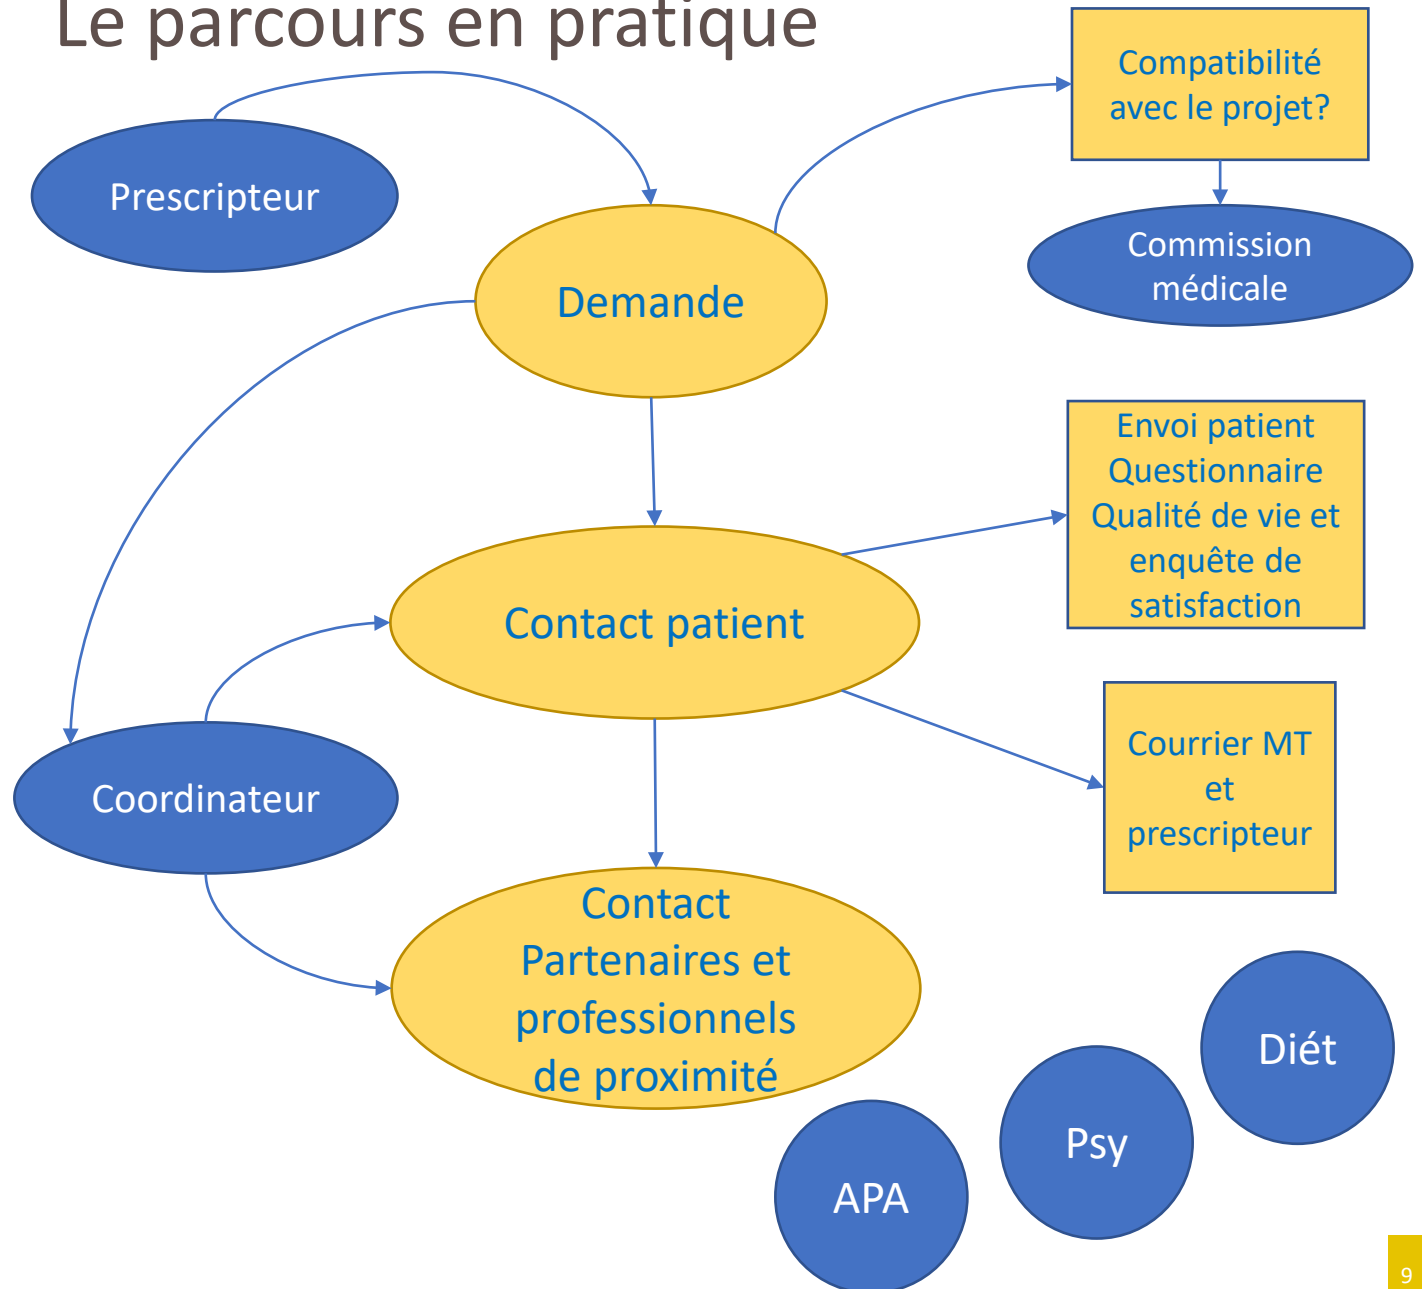 Le parcours en pratique
Compatibilité
avec le projet?
Prescripteur
Commission
médicale
Demande
Envoi patient
Questionnaire
Qualité de vie et
enquête de
satisfaction
Contact patient
Courrier MT
et
prescripteur
Coordinateur
Contact
Partenaires et
professionnels
de proximité
Diét
Psy
APA
9